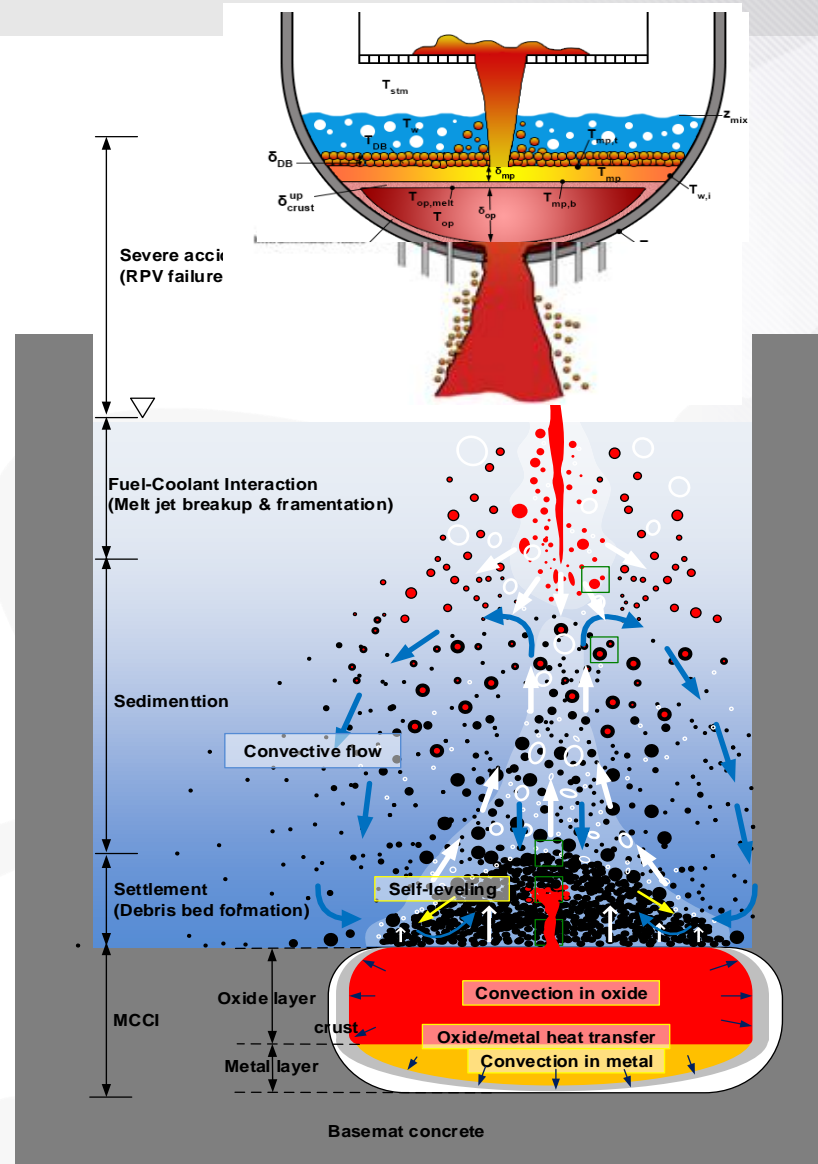 T_stm
z_mix
T_w
T_DB
T_mp,t
δ_DB
δ_mp
T_mp
T_w,i
δ^up_crust
T_op,melt
δ_op
T_mp,b
T_op
Severe acci
(RPV failure
Fuel-Coolant Interaction
(Melt jet breakup & framentation)
Sedimenttion
Convective flow
Settlement
(Debris bed formation)
Self-leveling
MCCI
Oxide layer
Convection in oxide
crust
Oxide/metal heat transfer
Metal layer
Convection in metal
Basemat concrete